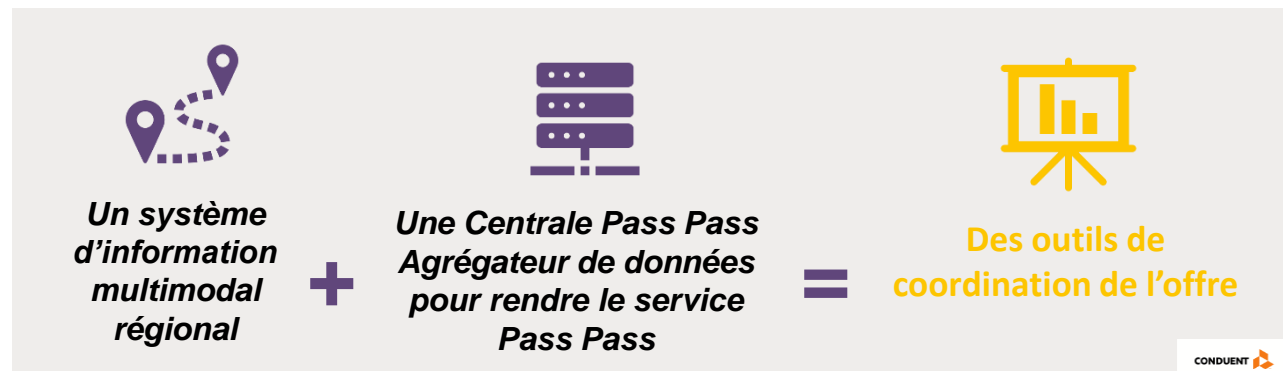 Un système
d’information
multimodal
régional
+
Une Centrale Pass Pass
Agrégateur de données
pour rendre le service
Pass Pass
=
Des outils de
coordination de l’offre
CONDUENT